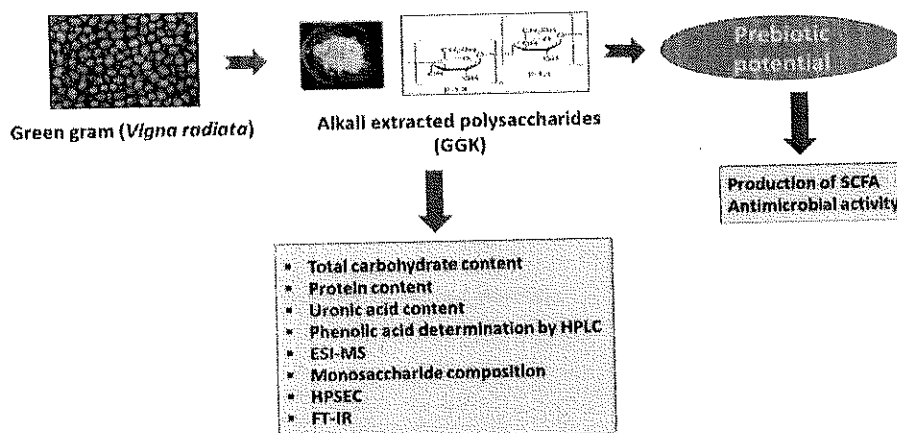 Green gram (Vigna radiata)
Alkali extracted polysaccharides
(GGK)
Prebiotic
potential
Production of SCFA
Antimicrobial activity
▪ Total carbohydrate content
▪ Protein content
▪ Uronic acid content
▪ Phenolic acid determination by HPLC
▪ ESI-MS
▪ Monosaccharide composition
▪ HPSEC
▪ FT-IR